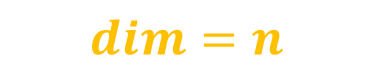 dim = n